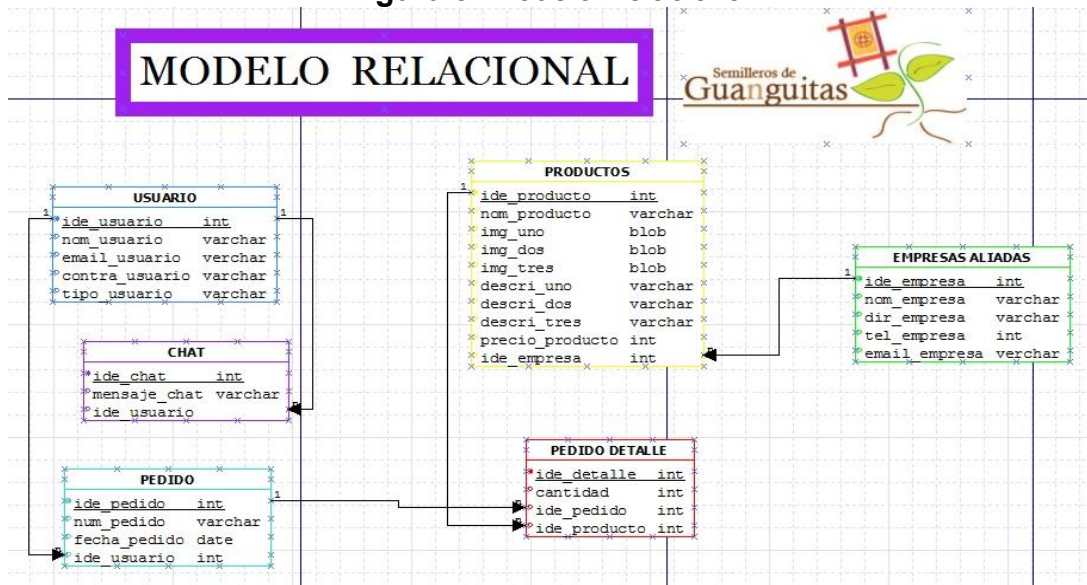 MODELO RELACIONAL
Semilleros de
Guanguitas
USUARIO
1
1
ide_usuario int
nom_usuario varchar
email_usuario verchar
contra_usuario varchar
tipo_usuario varchar
CHAT
ide_chat int
mensaje_chat varchar
ide_usuario
PEDIDO
1
ide_pedido int
num_pedido varchar
fecha_pedido date
ide_usuario int
PRODUCTOS
1
ide_producto int
nom_producto varchar
img_uno blob
img_dos blob
img_tres blob
descri_uno varchar
descri_dos varchar
descri_tres varchar
precio_producto int
ide_empresa int
PEDIDO DETALLE
ide_detalle int
cantidad int
ide_pedido int
ide_producto int
EMPRESAS ALIADAS
1
ide_empresa int
nom_empresa varchar
dir_empresa varchar
tel_empresa int
email_empresa verchar